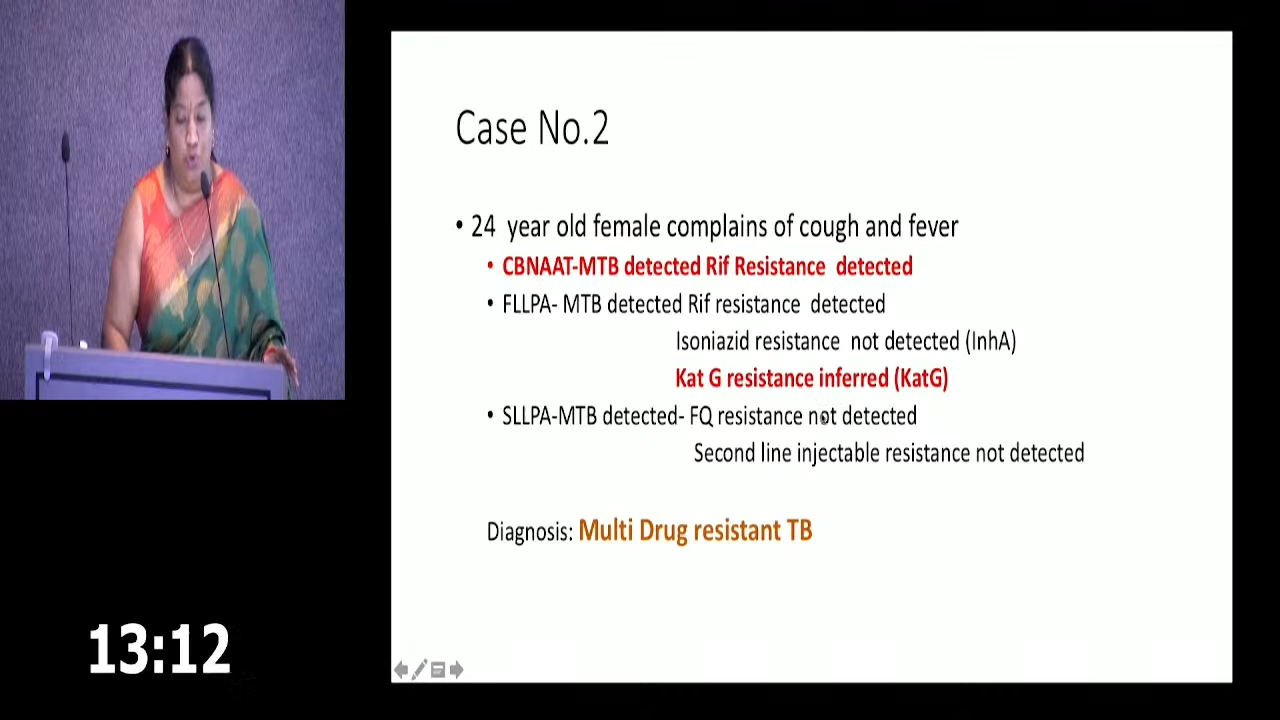 Case No.2
• 24 year old female complains of cough and fever
• CBNAAT-MTB detected Rif Resistance detected
• FLLPA- MTB detected Rif resistance detected
Isoniazid resistance not detected (InhA)
Kat G resistance inferred (KatG)
• SLLPA-MTB detected- FQ resistance not detected
Second line injectable resistance not detected
Diagnosis: Multi Drug resistant TB
13:12